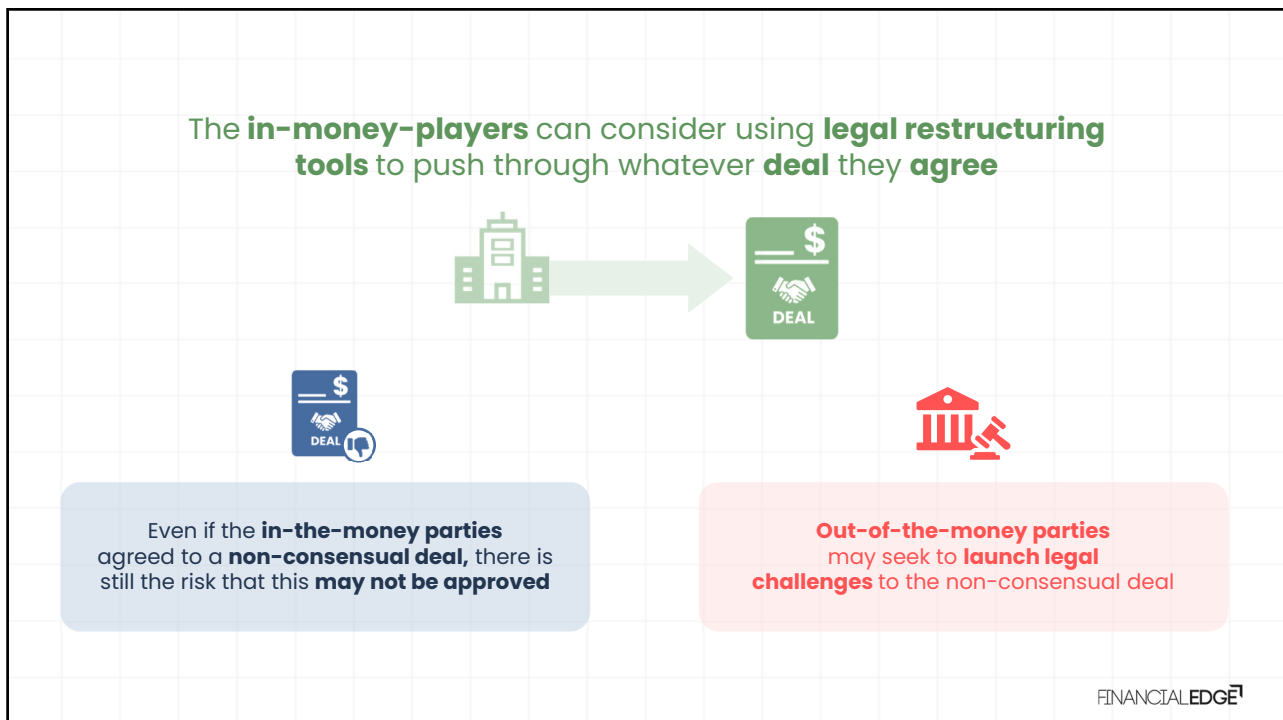 The in-money-players can consider using legal restructuring
tools to push through whatever deal they agree
$
DEAL
$
DEAL
Even if the in-the-money parties
agreed to a non-consensual deal, there is
still the risk that this may not be approved
Out-of-the-money parties
may seek to launch legal
challenges to the non-consensual deal
FINANCIALEDGE